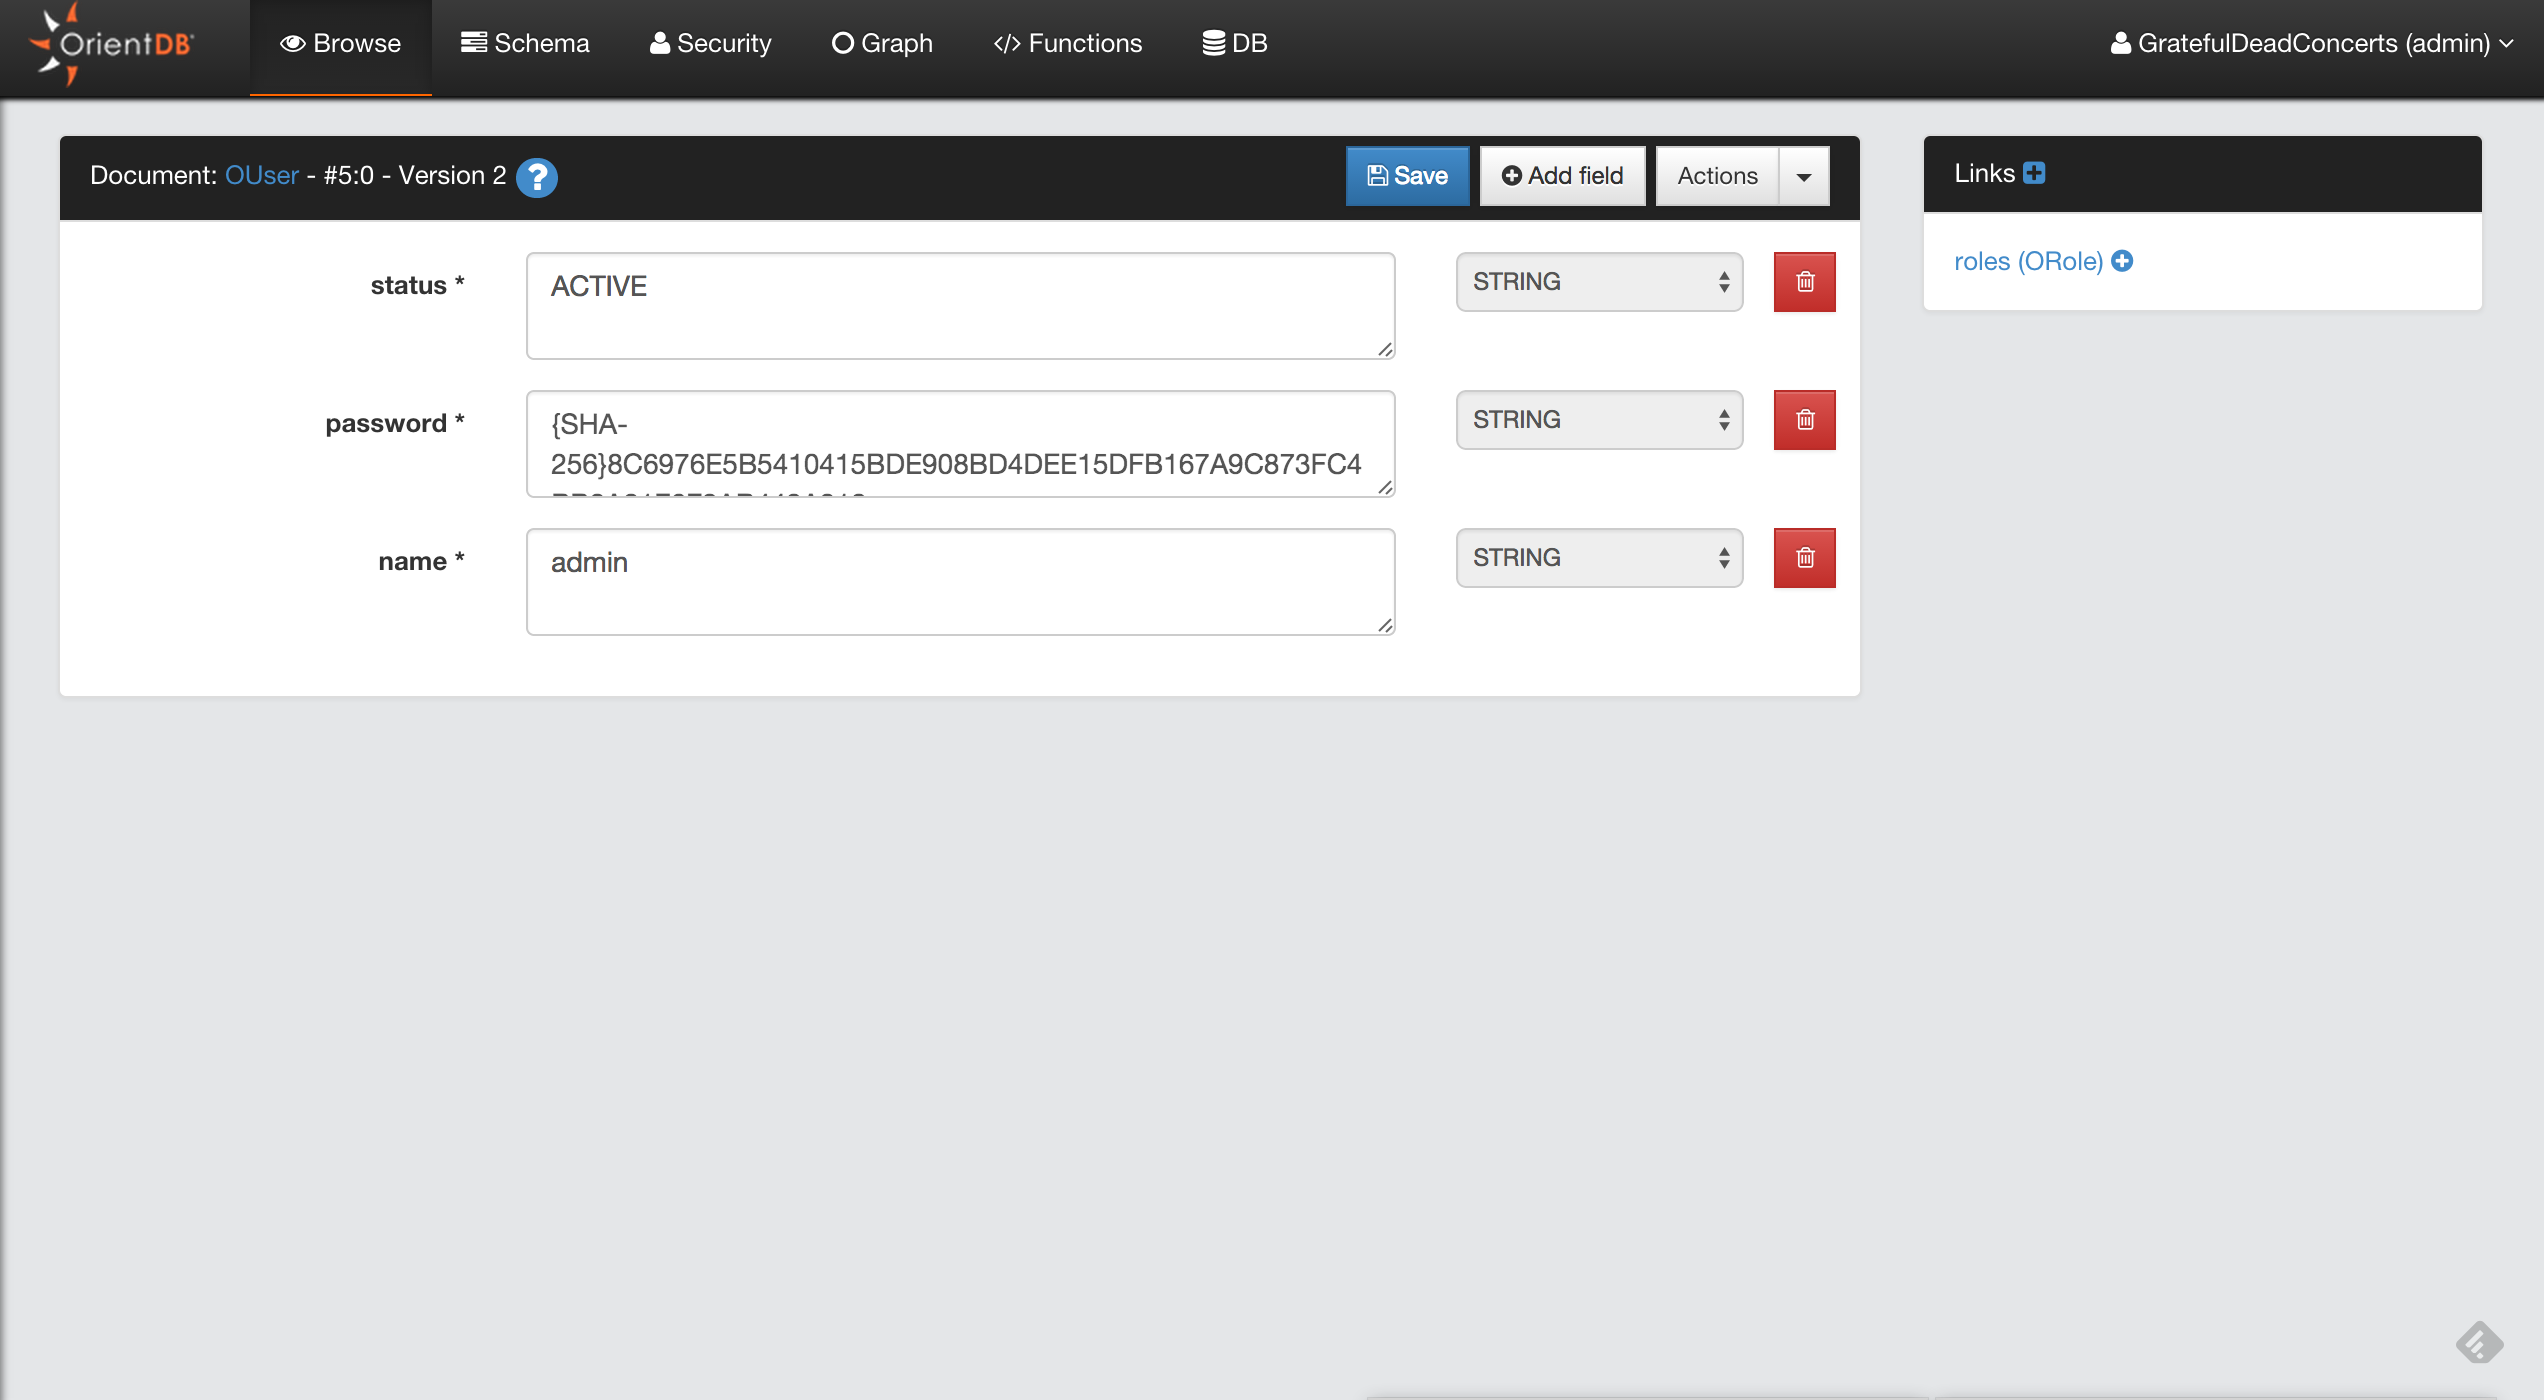 OrientDB
Browse
Schema
Security
Graph
</> Functions
DB
GratefulDeadConcerts (admin)
Document: OUser - #5:0 - Version 2 ?
Save
Add field
Actions
Links
status *
ACTIVE
STRING
roles (ORole)
password *
{SHA-
256}8C6976E5B5410415BDE908BD4DEE15DFB167A9C873FC4
STRING
name *
admin
STRING